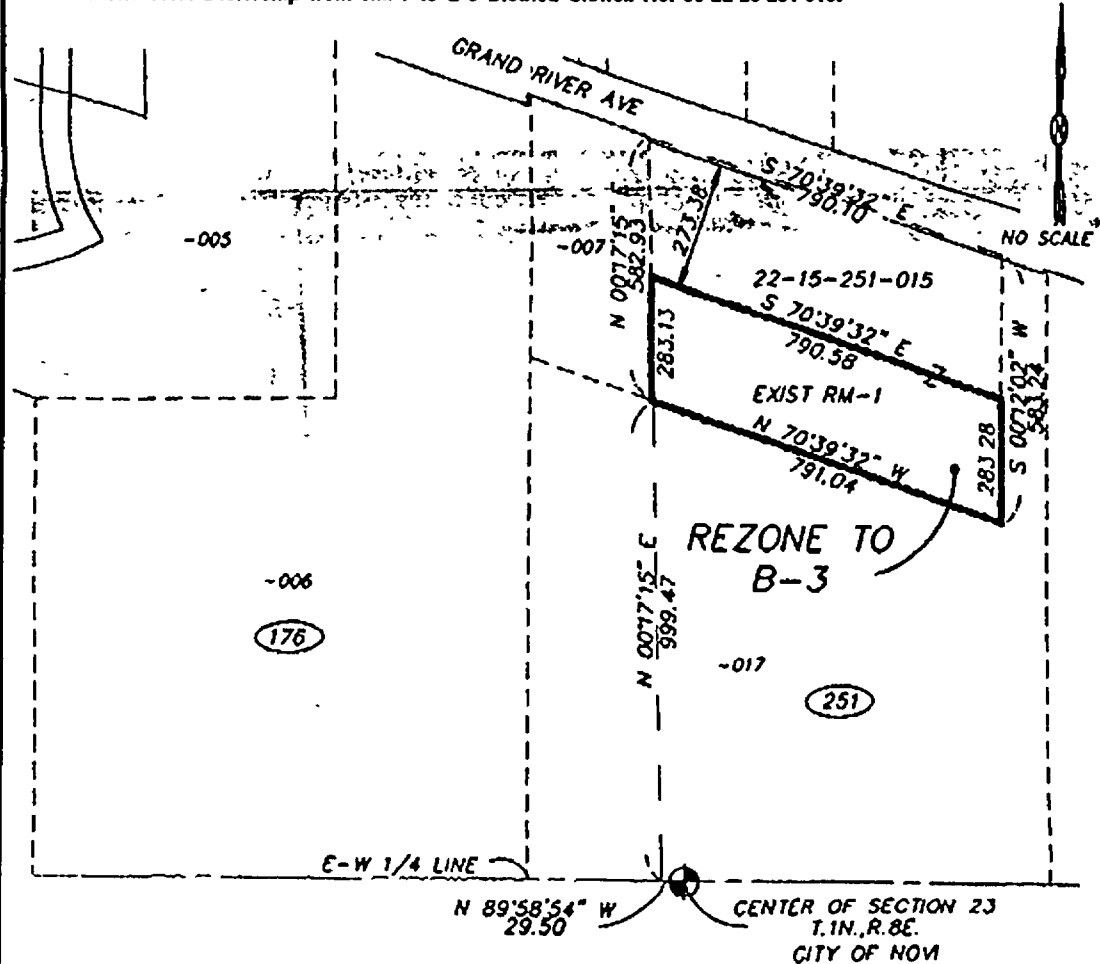 GRAND RIVER AVE
S 70°39'32" E
790.10
NO SCALE
~005
~007
N 00°17'15" E
582.93
273.38
22-15-251-015
S 70°39'32" E
790.58
283.13
EXIST RM-1
N 70°39'32" W
791.04
283.28
S 00°12'02" W
583.24
REZONE TO
B-3
~006
176
N 00°17'15" E
999.47
~017
251
E-W 1/4 LINE
N 89°58'54" W
29.50
CENTER OF SECTION 23
T.1N.,R.8E.
CITY OF NOVI